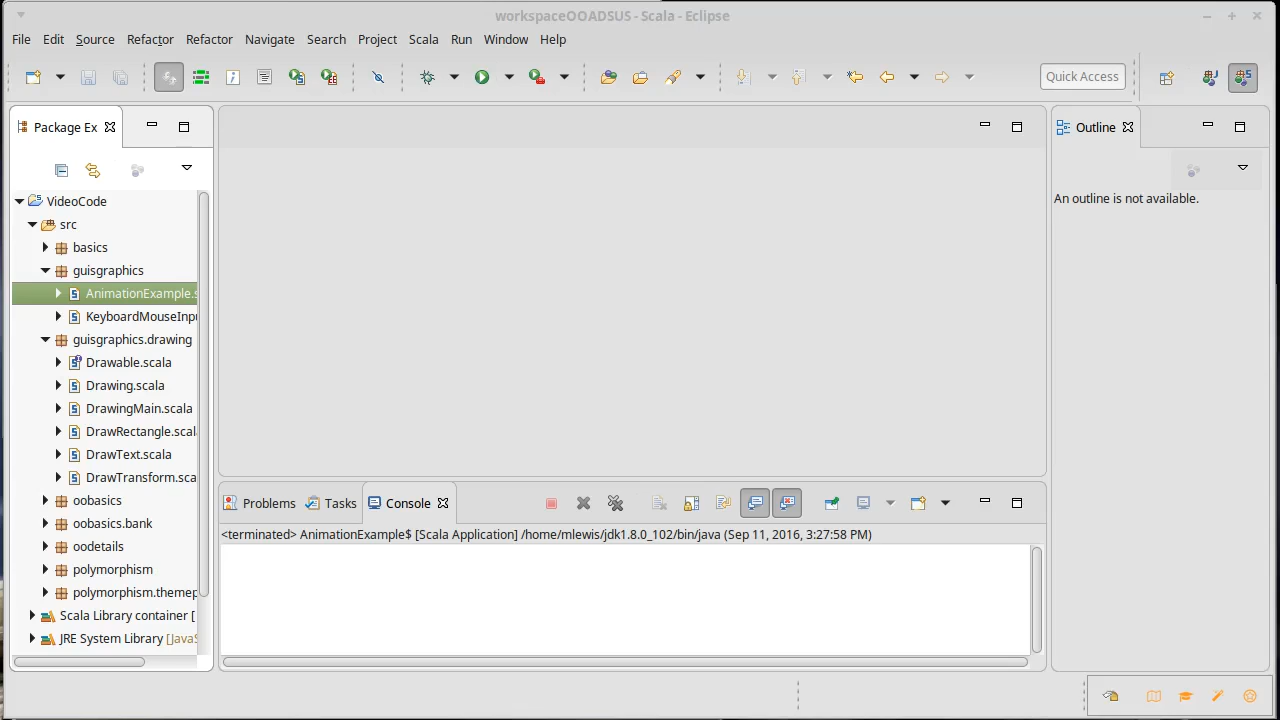 workspaceOOADSUS - Scala - Eclipse
File Edit Source Refactor Refactor Navigate Search Project Scala Run Window Help
Quick Access
Package Ex
Outline
VideoCode
An outline is not available.
src
basics
guisgraphics
AnimationExample.s
KeyboardMouseInpu
guisgraphics.drawing
Drawable.scala
Drawing.scala
DrawingMain.scala
DrawRectangle.scal
DrawText.scala
DrawTransform.sca
oobasics
oobasics.bank
oodetails
polymorphism
polymorphism.themep
Scala Library container [
JRE System Library [JavaS
Problems Tasks Console
<terminated> AnimationExample$ [Scala Application] /home/mlewis/jdk1.8.0_102/bin/java (Sep 11, 2016, 3:27:58 PM)